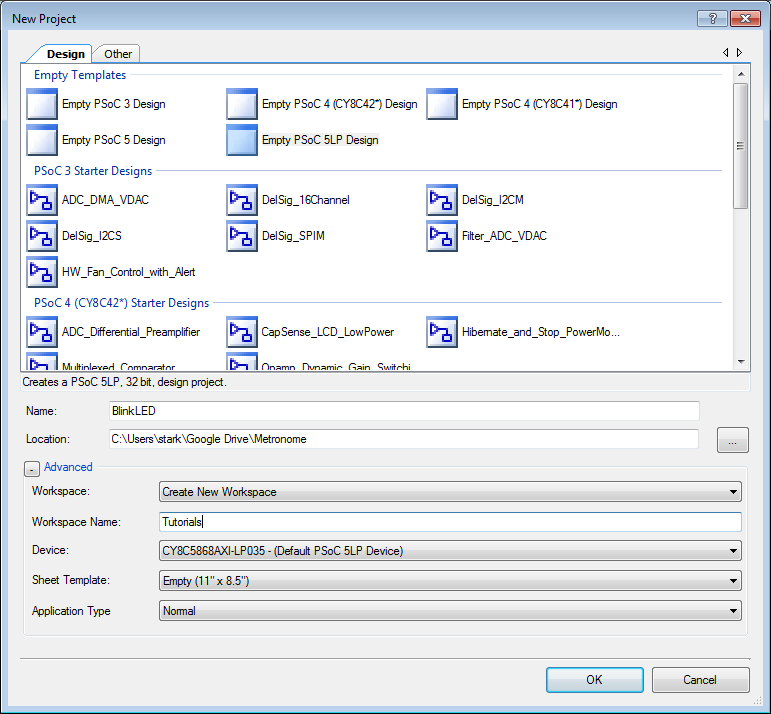 New Project
Design Other
Empty Templates
Empty PSoC 3 Design Empty PSoC 4 (CY8C42*) Design Empty PSoC 4 (CY8C41*) Design
Empty PSoC 5 Design Empty PSoC 5LP Design
PSoC 3 Starter Designs
ADC_DMA_VDAC DelSig_16Channel DelSig_I2CM
DelSig_I2CS DelSig_SPIM Filter_ADC_VDAC
HW_Fan_Control_with_Alert
PSoC 4 (CY8C42*) Starter Designs
ADC_Differential_Preamplifier CapSense_LCD_LowPower Hibernate_and_Stop_PowerMo...
Multiplexed_Comparator Opamp_Dynamic_Gain_Switchi
Creates a PSoC 5LP, 32 bit, design project.
Name: BlinkLED
Location: C:\Users\stark\Google Drive\Metronome ...
- Advanced
Workspace: Create New Workspace
Workspace Name: Tutorials
Device: CY8C5868AXI-LP035 - (Default PSoC 5LP Device)
Sheet Template: Empty (11" x 8.5")
Application Type Normal
OK Cancel